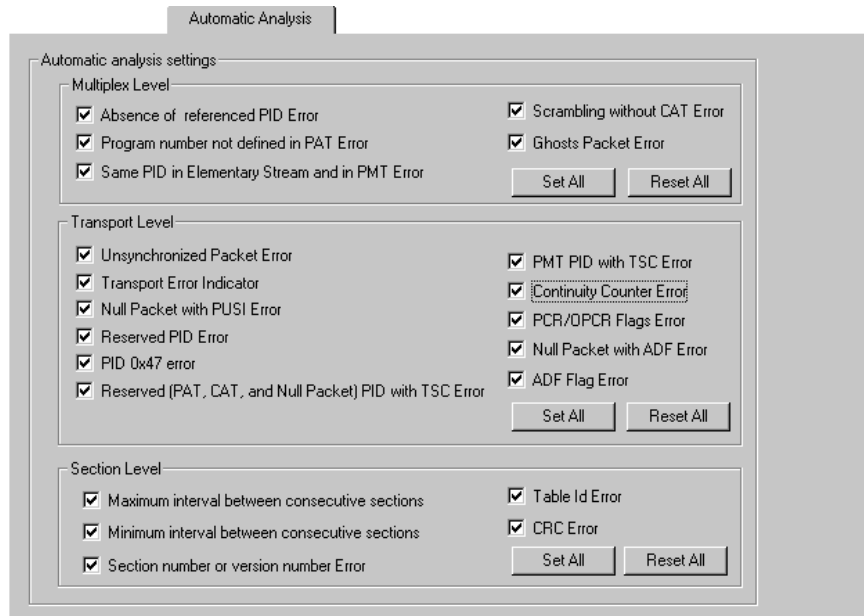 Automatic Analysis
Automatic analysis settings
Multiplex Level
Absence of referenced PID Error
Program number not defined in PAT Error
Same PID in Elementary Stream and in PMT Error
Scrambling without CAT Error
Ghosts Packet Error
Set All
Reset All
Transport Level
Unsynchronized Packet Error
Transport Error Indicator
Null Packet with PUSI Error
Reserved PID Error
PID 0x47 error
Reserved (PAT, CAT, and Null Packet) PID with TSC Error
PMT PID with TSC Error
Continuity Counter Error
PCR/OPCR Flags Error
Null Packet with ADF Error
ADF Flag Error
Set All
Reset All
Section Level
Maximum interval between consecutive sections
Minimum interval between consecutive sections
Section number or version number Error
Table Id Error
CRC Error
Set All
Reset All